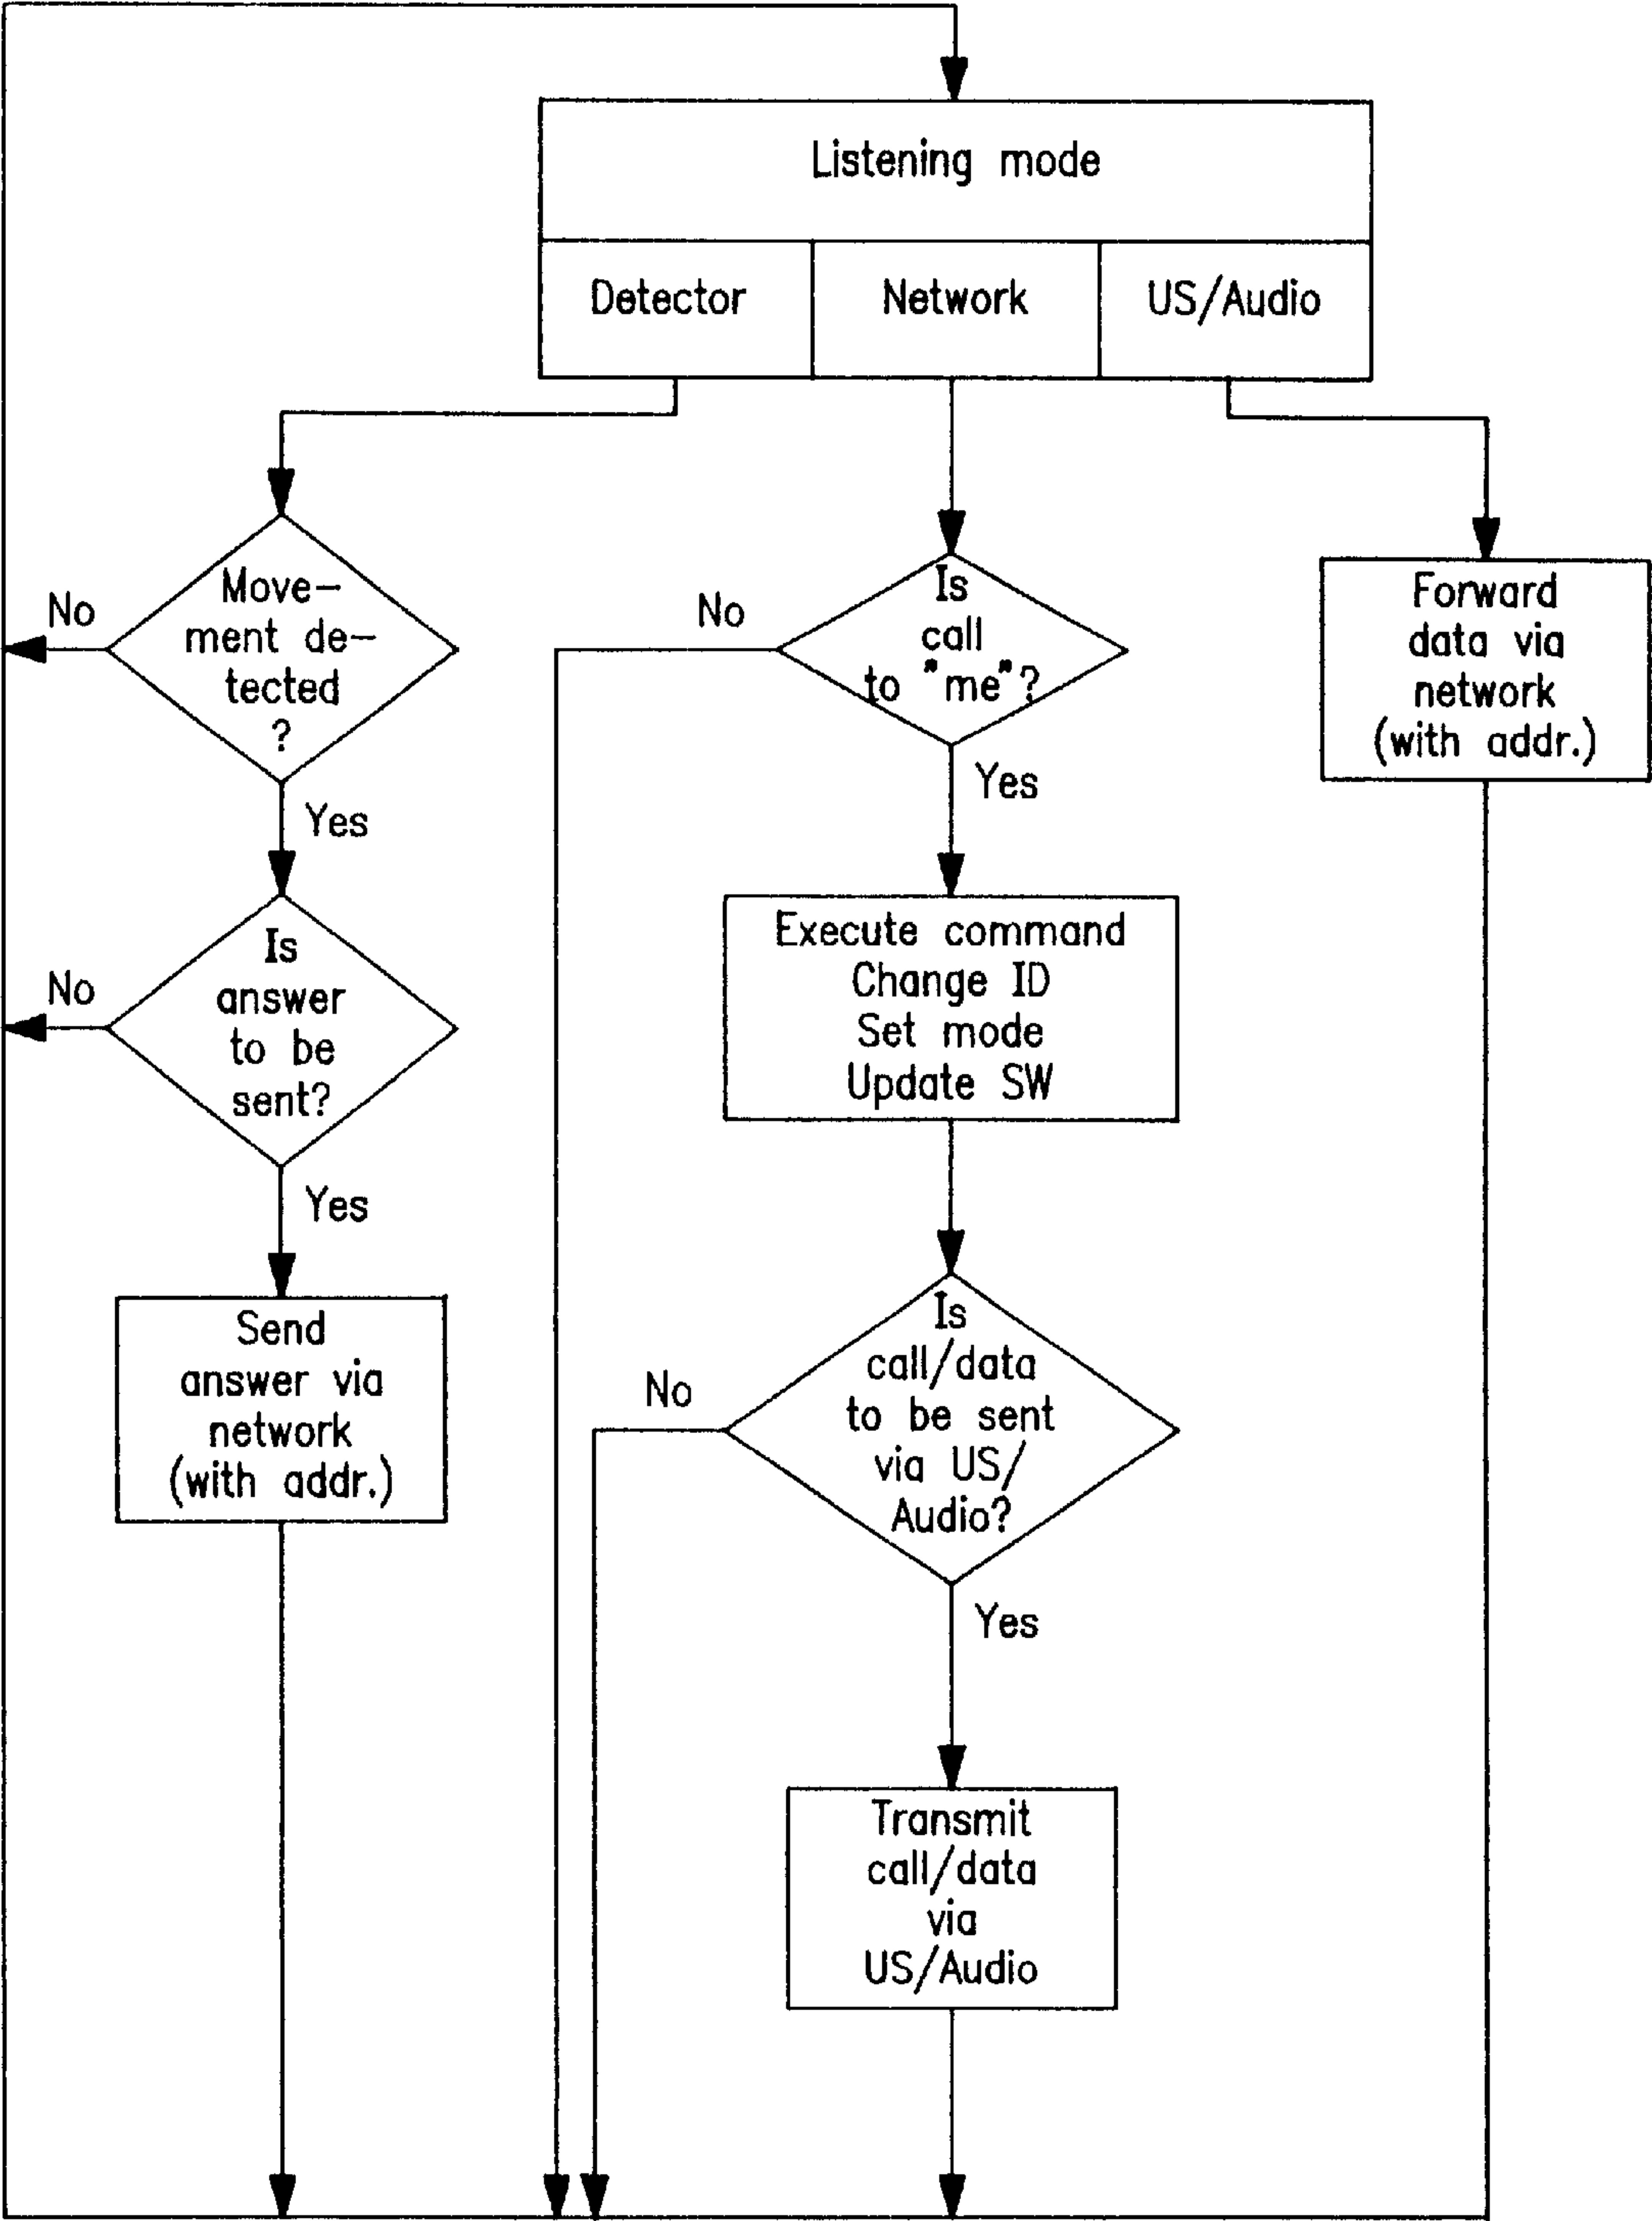 Listening mode
Detector
Network
US/Audio
Move-
ment de-
tected
?
No
Yes
Is
answer
to be
sent?
No
Yes
Send
answer via
network
(with addr.)
Is
call
to "me"?
No
Yes
Execute command
Change ID
Set mode
Update SW
Is
call/data
to be sent
via US/
Audio?
No
Yes
Transmit
call/data
via
US/Audio
Forward
data via
network
(with addr.)